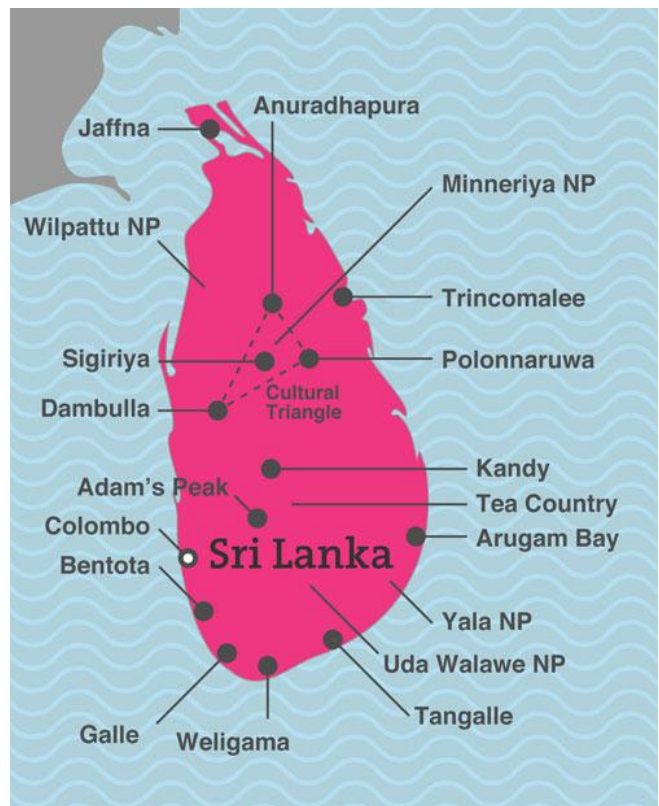 Anuradhapura
Jaffna
Minneriya NP
Wilpattu NP
Trincomalee
Sigiriya
Polonnaruwa
Cultural
Triangle
Dambulla
Kandy
Adam's Peak
Tea Country
Colombo
Sri Lanka
Arugam Bay
Bentota
Yala NP
Uda Walawe NP
Tangalle
Galle
Weligama